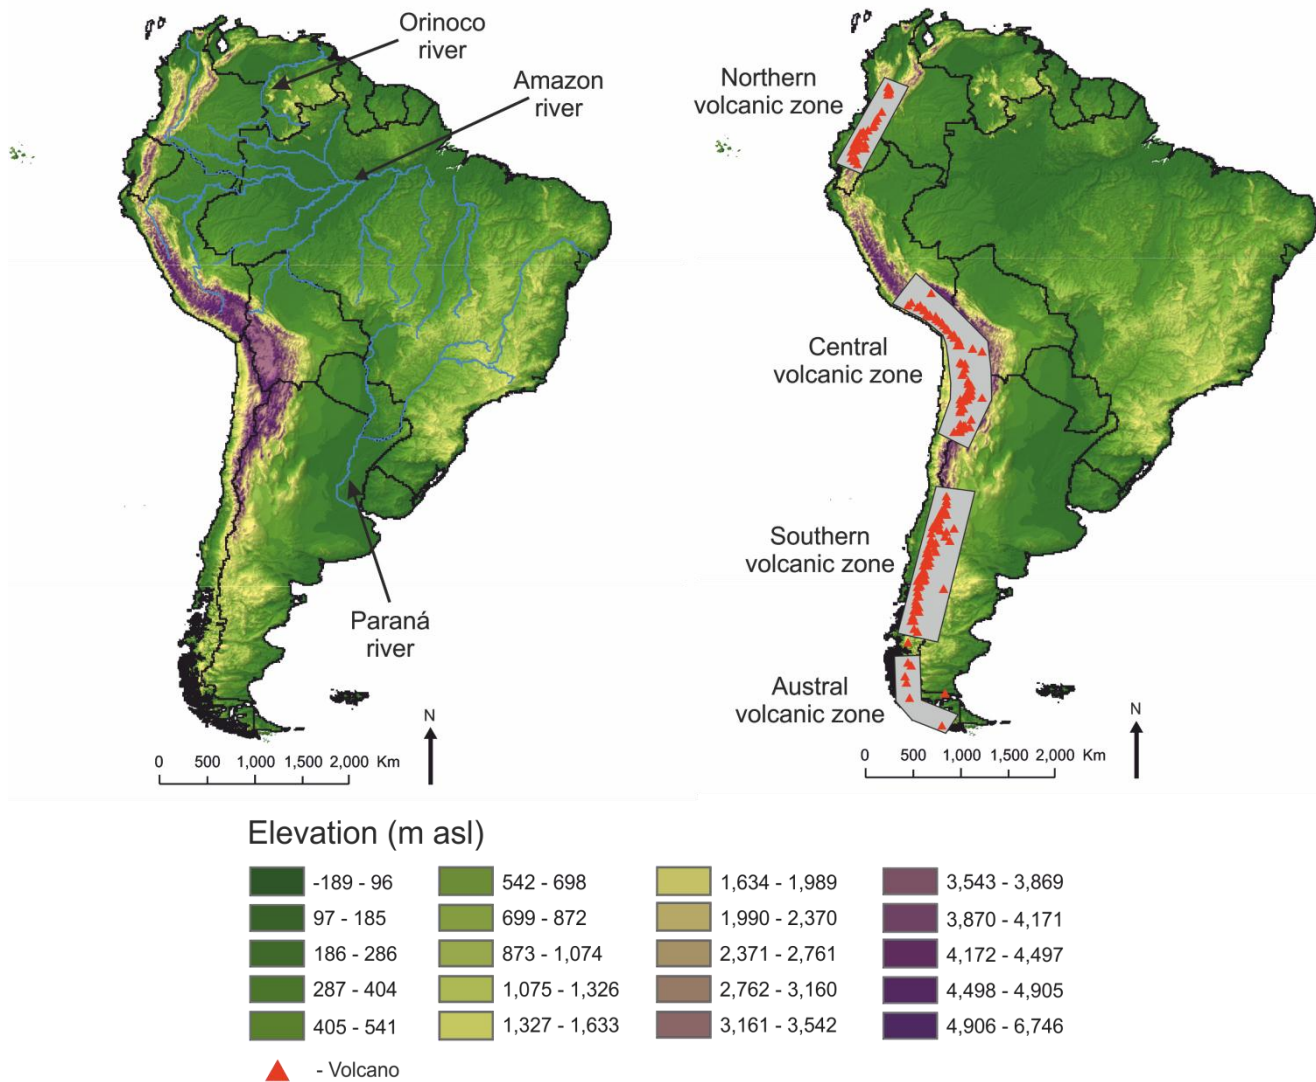 Orinoco
river
Amazon
river
Paraná
river
N
0 500 1,000 1,500 2,000 Km
Northern
volcanic zone
Central
volcanic zone
Southern
volcanic zone
Austral
volcanic zone
N
0 500 1,000 1,500 2,000 Km
Elevation (m asl)
-189 - 96
97 - 185
186 - 286
287 - 404
405 - 541
542 - 698
699 - 872
873 - 1,074
1,075 - 1,326
1,327 - 1,633
1,634 - 1,989
1,990 - 2,370
2,371 - 2,761
2,762 - 3,160
3,161 - 3,542
3,543 - 3,869
3,870 - 4,171
4,172 - 4,497
4,498 - 4,905
4,906 - 6,746
- Volcano